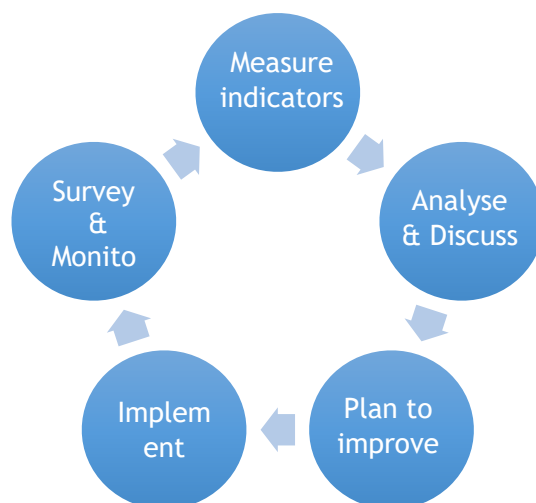 Measure
indicators
Analyse
& Discuss
Plan to
improve
Implem
ent
Survey
&
Monito